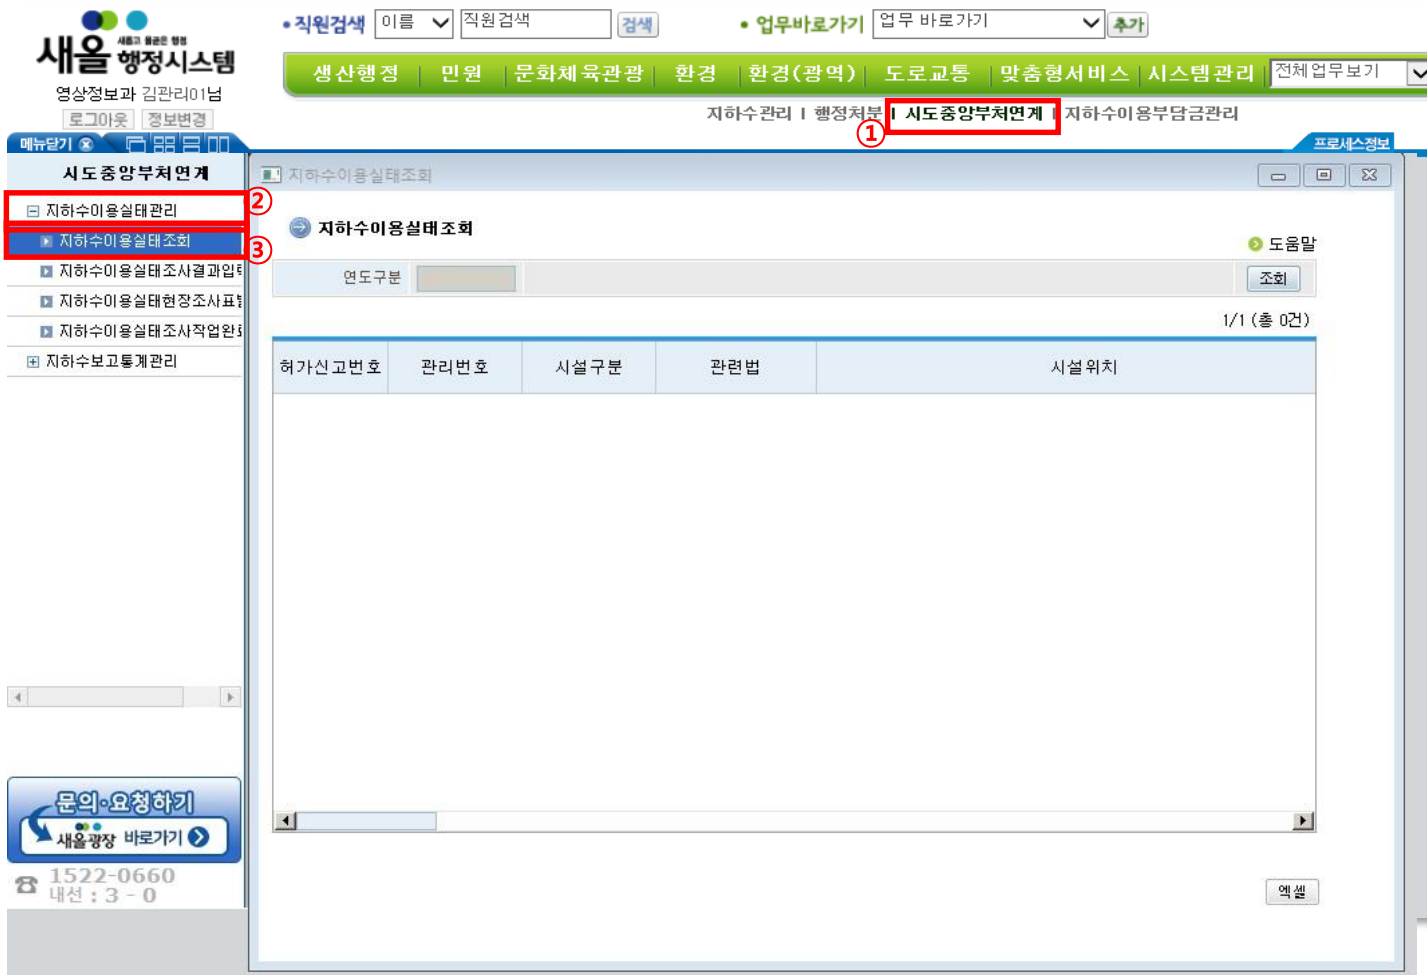 새올 행정시스템
새롭고 올곧은 행정
영상정보과 김관리01님
로그아웃 정보변경
•직원검색 이름 직원검색 검색
• 업무바로가기 업무 바로가기 추가
생산행정 | 민원 | 문화체육관광 | 환경 | 환경(광역) | 도로교통 | 맞춤형서비스 | 시스템관리 | 전체업무보기
지하수관리 I 행정처분 I 시도중앙부처연계 I 지하수이용부담금관리
①
메뉴닫기
프로세스정보
시도중앙부처연계
② 지하수이용실태관리
③ 지하수이용실태조회
지하수이용실태조사결과입력
지하수이용실태현장조사표
지하수이용실태조사작업완료
지하수보고통계관리
지하수이용실태조회
지하수이용실태조회
도움말
연도구분
조회
1/1 (총 0건)
허가신고번호 관리번호 시설구분 관련법 시설위치
문의·요청하기
새올광장 바로가기
1522-0660
내선 : 3 - 0
엑셀